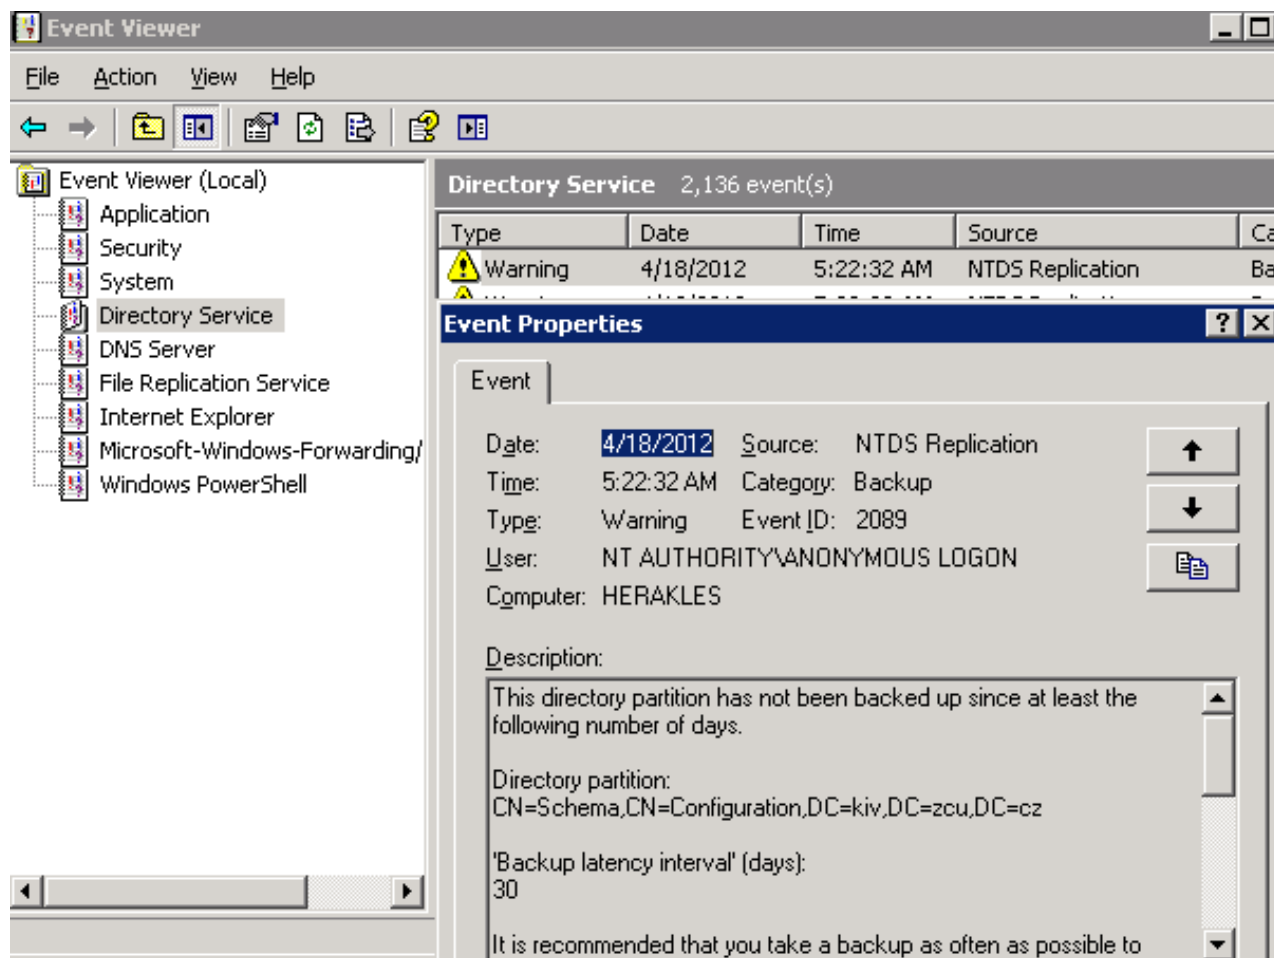 Event Viewer
File Action View Help
Event Viewer (Local)
Application
Security
System
Directory Service
DNS Server
File Replication Service
Internet Explorer
Microsoft-Windows-Forwarding/
Windows PowerShell
Directory Service 2,136 event(s)
Type Date Time Source Ca
Warning 4/18/2012 5:22:32 AM NTDS Replication Ba
Event Properties
Event
Date: 4/18/2012 Source: NTDS Replication
Time: 5:22:32 AM Category: Backup
Type: Warning Event ID: 2089
User: NT AUTHORITY\ANONYMOUS LOGON
Computer: HERAKLES
Description:
This directory partition has not been backed up since at least the
following number of days.
Directory partition:
CN=Schema,CN=Configuration,DC=kiv,DC=zcu,DC=cz
'Backup latency interval' (days):
30
It is recommended that you take a backup as often as possible to